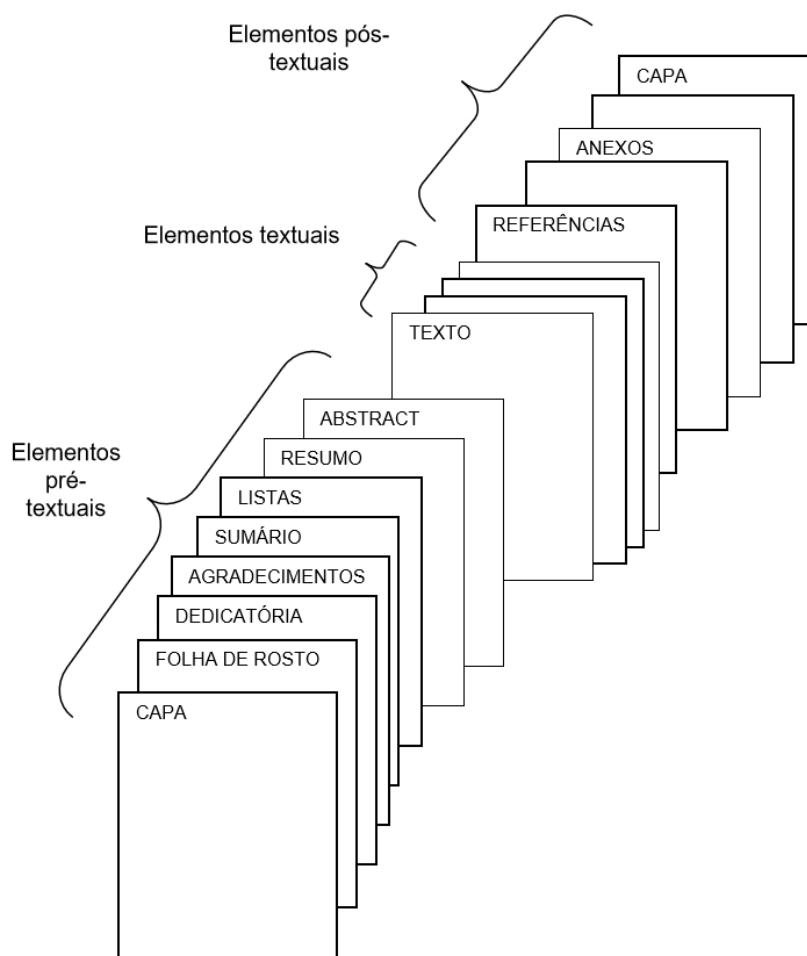 Elementos pós-
textuais
CAPA
ANEXOS
REFERÊNCIAS
Elementos textuais
TEXTO
ABSTRACT
RESUMO
Elementos
pré-
textuais
LISTAS
SUMÁRIO
AGRADECIMENTOS
DEDICATÓRIA
FOLHA DE ROSTO
CAPA